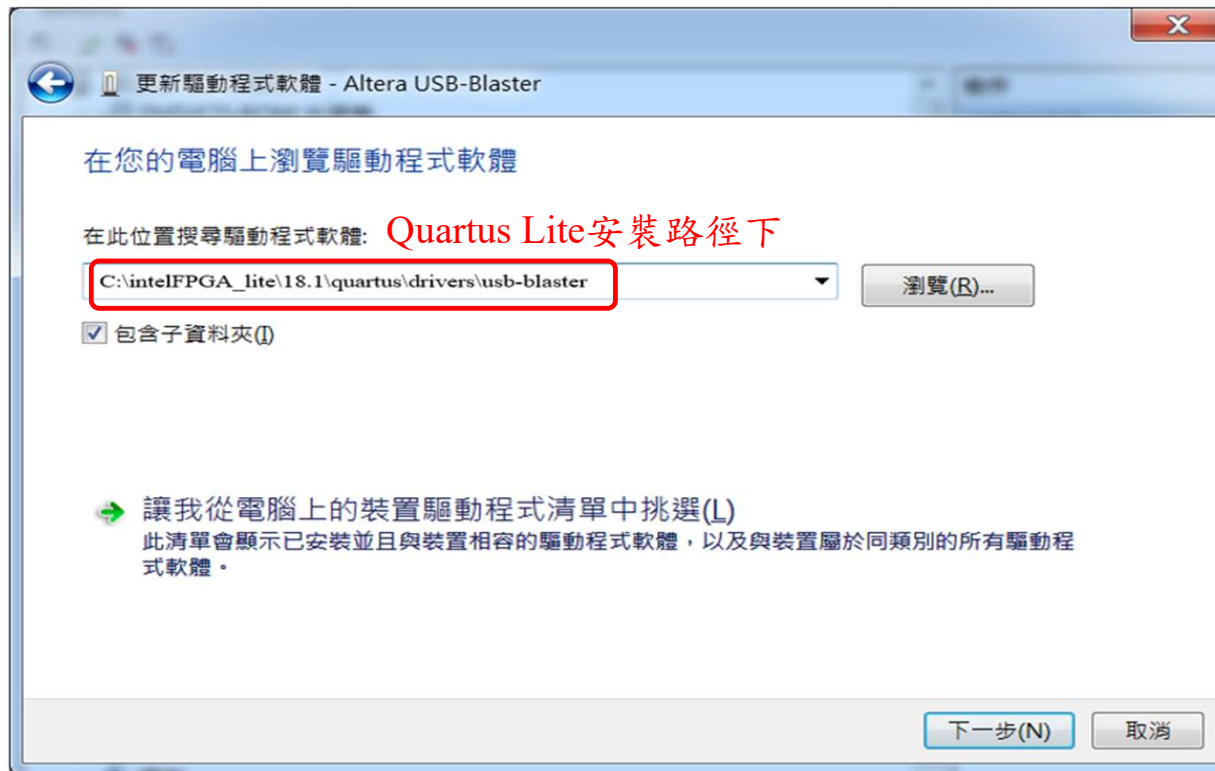 更新驅動程式軟體 - Altera USB-Blaster
在您的電腦上瀏覽驅動程式軟體
在此位置搜尋驅動程式軟體: Quartus Lite安裝路徑下
C:\intelFPGA_lite\18.1\quartus\drivers\usb-blaster
瀏覽(R)...
包含子資料夾(I)
讓我從電腦上的裝置驅動程式清單中挑選(L)
此清單會顯示已安裝並且與裝置相容的驅動程式軟體，以及與裝置屬於同類別的所有驅動程
式軟體。
下一步(N) 取消